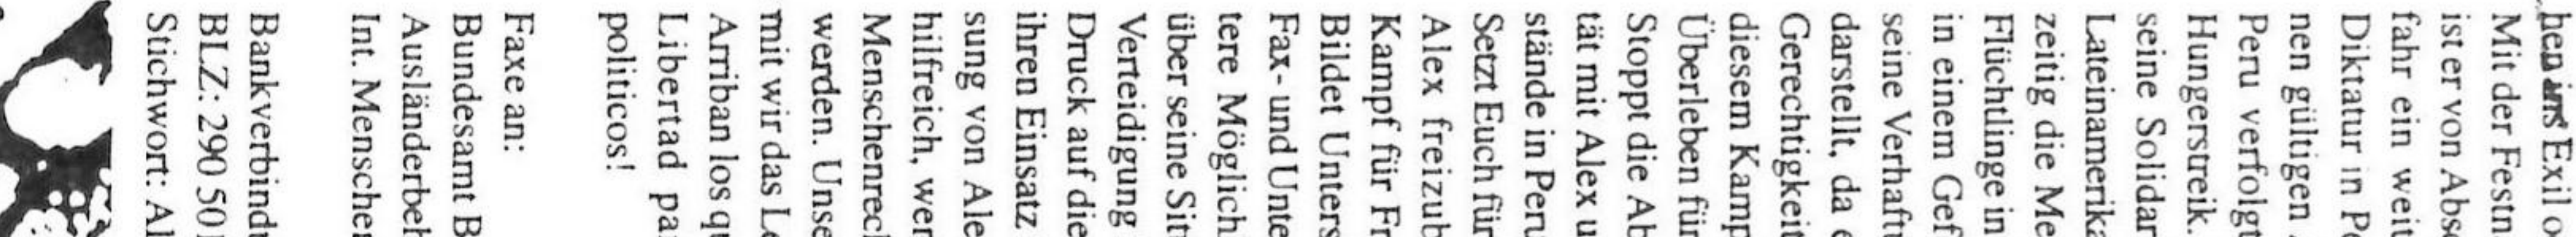 hen ins Exil o
Mit der Festn
ist er von Abs
fahr ein weit
Diktatur in P
nen gültigen
Peru verfolgt
Hungerstreik.
seine Solidar
Lateinamerika
zeitig die Me
Flüchtlinge in
in einem Gef
seine Verhaft
darstellt, da e
Gerechtigkeit
diesem Kamp
Überleben für
Stoppt die Ab
tät mit Alex u
stände in Peru
Setzt Euch für
Alex freizub
Kampf für Fr
Bildet Unters
Fax- und Unte
tere Möglich
über seine Sit
Verteidigung
Druck auf die
ihren Einsatz
sung von Ale
hilfreich, wer
Menschenrecl
werden. Unse
mit wir das Le
Arriban los q
Libertad pa
politicos!
Faxe an:
Bundesamt B
Ausländerbeh
Int. Menschen
Bankverbind
BLZ: 290 501
Stichwort: Al